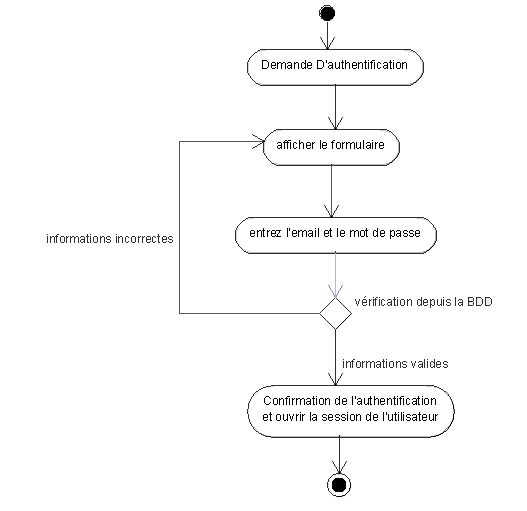 Demande D'authentification
afficher le formulaire
informations incorrectes
entrez l'email et le mot de passe
vérification depuis la BDD
informations valides
Confirmation de l'authentification
et ouvrir la session de l'utilisateur